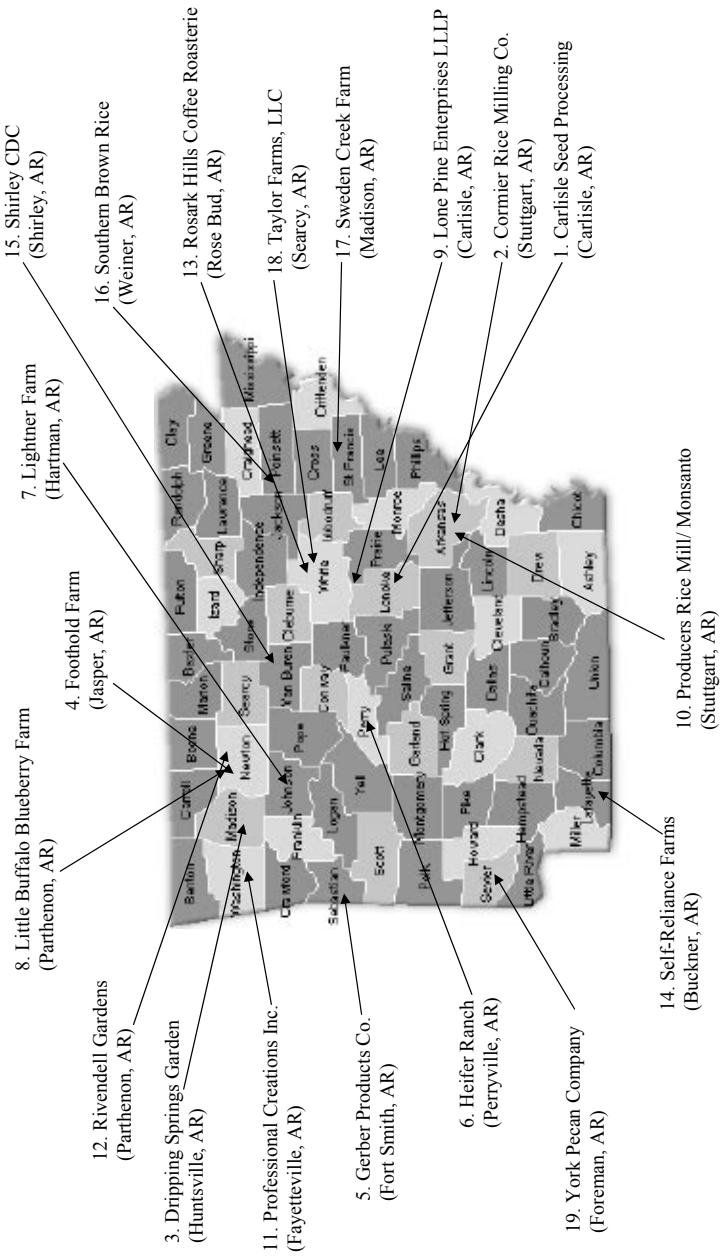 15. Shirley CDC
(Shirley, AR)
16. Southern Brown Rice
(Weiner, AR)
13. Rosark Hills Coffee Roasterie
(Rose Bud, AR)
18. Taylor Farms, LLC
(Searcy, AR)
17. Sweden Creek Farm
(Madison, AR)
9. Lone Pine Enterprises LLLP
(Carlisle, AR)
2. Cormier Rice Milling Co.
(Stuttgart, AR)
1. Carlisle Seed Processing
(Carlisle, AR)
7. Lightner Farm
(Hartman, AR)
4. Foothold Farm
(Jasper, AR)
8. Little Buffalo Blueberry Farm
(Parthenon, AR)
12. Rivendell Gardens
(Parthenon, AR)
3. Dripping Springs Garden
(Huntsville, AR)
11. Professional Creations Inc.
(Fayetteville, AR)
5. Gerber Products Co.
(Fort Smith, AR)
6. Heifer Ranch
(Perryville, AR)
19. York Pecan Company
(Foreman, AR)
14. Self-Reliance Farms
(Buckner, AR)
10. Producers Rice Mill/ Monsanto
(Stuttgart, AR)
Benton
Carroll
Boone
Marion
Baxter
Fulton
Randolph
Clay
Washington
Madison
Newton
Searcy
Stone
Izard
Sharp
Lawrence
Greene
Craighead
Mississippi
Crawford
Franklin
Johnson
Pope
Van Buren
Cleburne
Independence
Jackson
Poinsett
Sebastian
Logan
Yell
Conway
Faulkner
White
Woodruff
Cross
Crittenden
Scott
Perry
Pulaski
Lonoke
Prairie
St Francis
Lee
Monroe
Phillips
Polk
Montgomery
Garland
Saline
Hot Spring
Grant
Jefferson
Arkansas
Sevier
Howard
Pike
Clark
Dallas
Cleveland
Lincoln
Desha
Little River
Hempstead
Nevada
Ouachita
Calhoun
Bradley
Drew
Chicot
Miller
Lafayette
Columbia
Union
Ashley